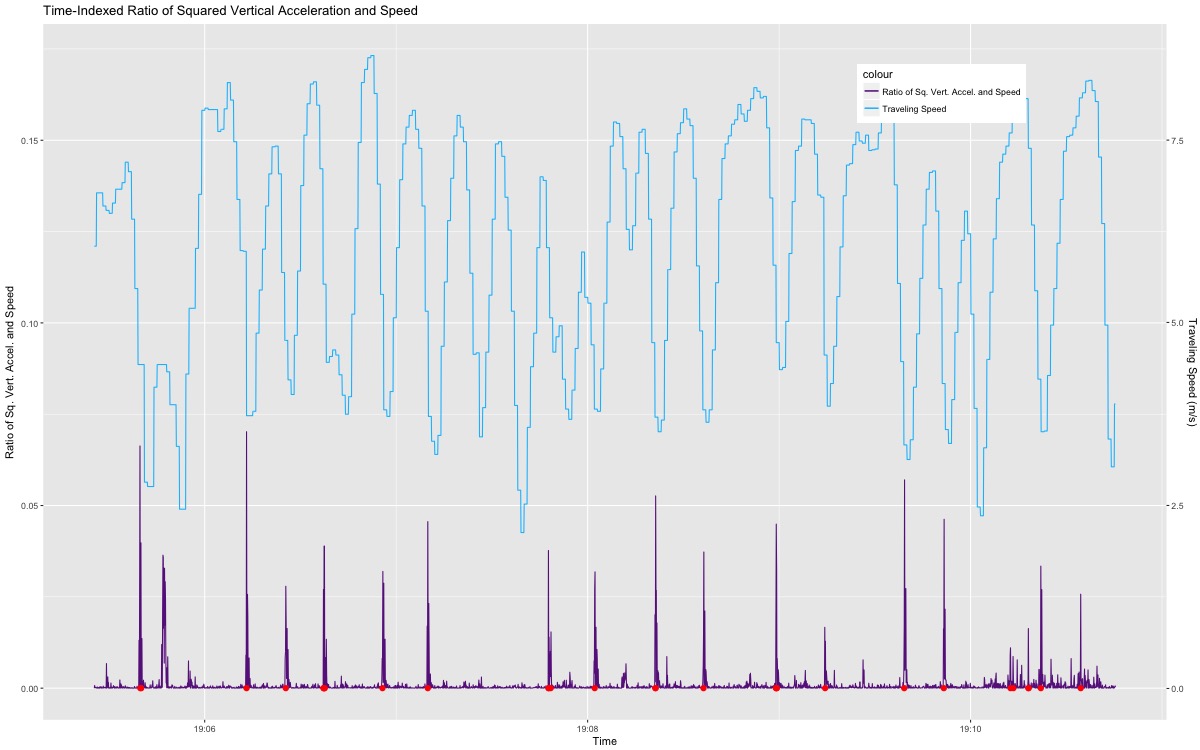 Time-Indexed Ratio of Squared Vertical Acceleration and Speed
colour
Ratio of Sq. Vert. Accel. and Speed
Traveling Speed
Ratio of Sq. Vert. Accel. and Speed
0.15
0.10
0.05
0.00
7.5
5.0
2.5
0.0
Traveling Speed (m/s)
19:06
19:08
19:10
Time